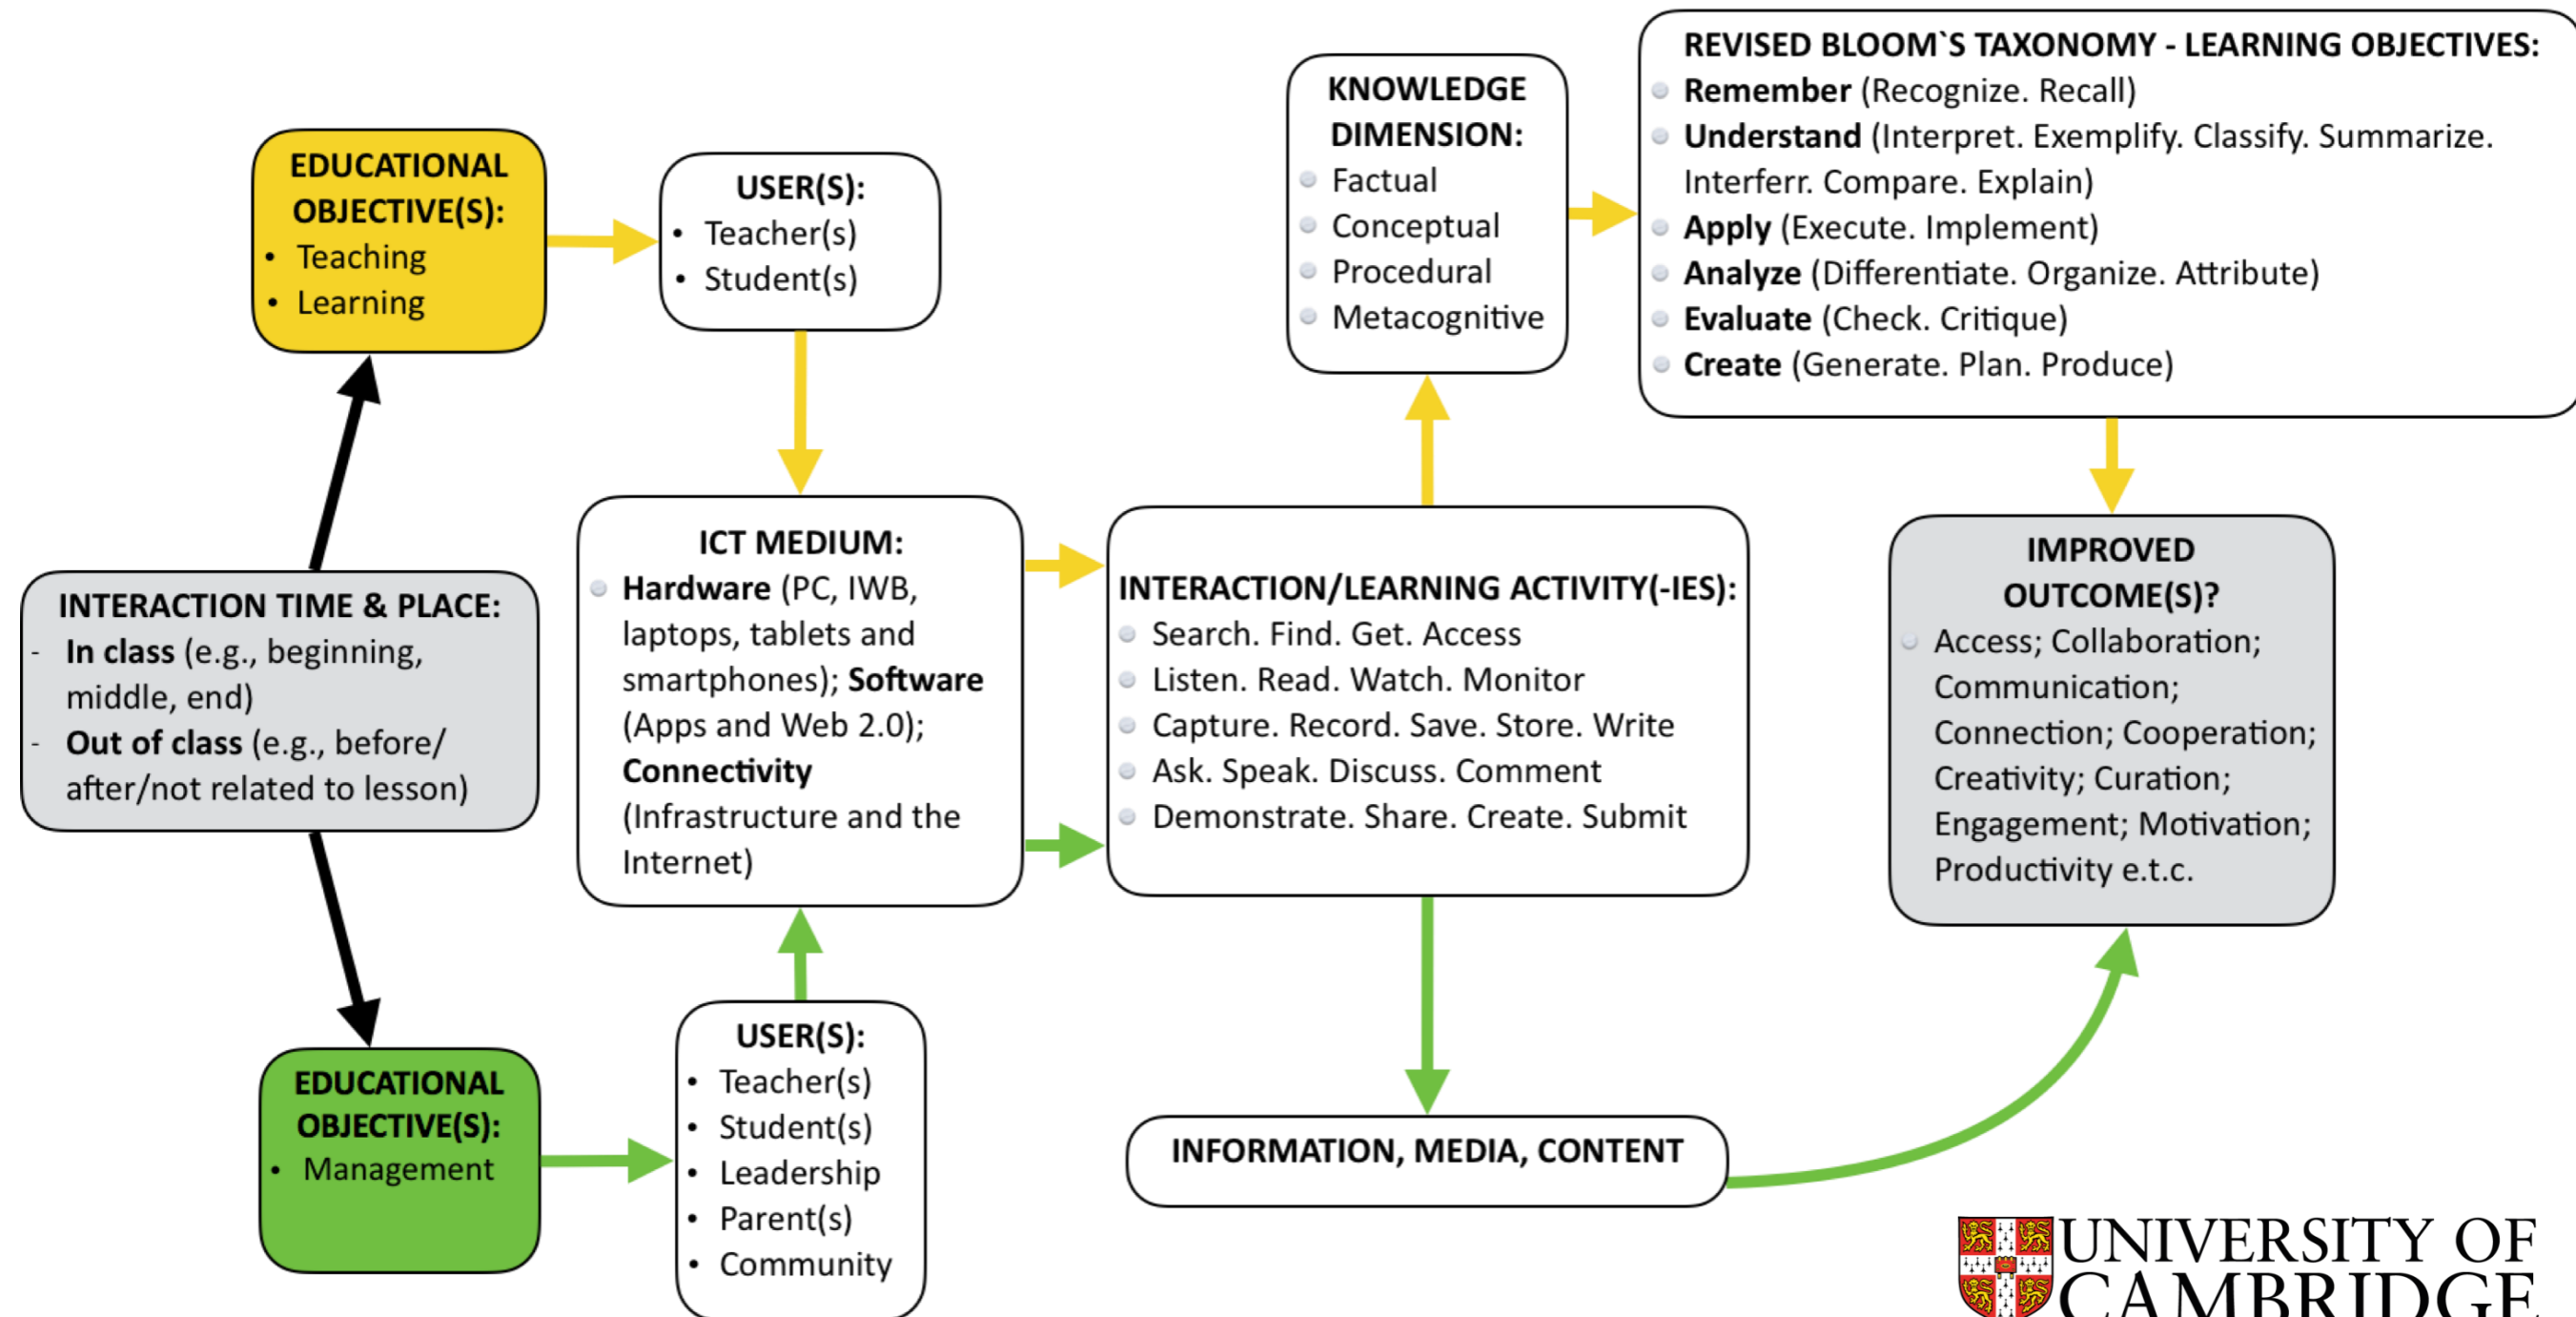 EDUCATIONAL
OBJECTIVE(S):
• Teaching
• Learning
USER(S):
• Teacher(s)
• Student(s)
KNOWLEDGE
DIMENSION:
Factual
Conceptual
Procedural
Metacognitive
REVISED BLOOM`S TAXONOMY - LEARNING OBJECTIVES:
Remember (Recognize. Recall)
Understand (Interpret. Exemplify. Classify. Summarize.
Interferr. Compare. Explain)
Apply (Execute. Implement)
Analyze (Differentiate. Organize. Attribute)
Evaluate (Check. Critique)
Create (Generate. Plan. Produce)
INTERACTION TIME & PLACE:
- In class (e.g., beginning,
middle, end)
- Out of class (e.g., before/
after/not related to lesson)
ICT MEDIUM:
Hardware (PC, IWB,
laptops, tablets and
smartphones); Software
(Apps and Web 2.0);
Connectivity
(Infrastructure and the
Internet)
INTERACTION/LEARNING ACTIVITY(-IES):
Search. Find. Get. Access
Listen. Read. Watch. Monitor
Capture. Record. Save. Store. Write
Ask. Speak. Discuss. Comment
Demonstrate. Share. Create. Submit
IMPROVED
OUTCOME(S)?
Access; Collaboration;
Communication;
Connection; Cooperation;
Creativity; Curation;
Engagement; Motivation;
Productivity e.t.c.
EDUCATIONAL
OBJECTIVE(S):
• Management
USER(S):
• Teacher(s)
• Student(s)
• Leadership
• Parent(s)
• Community
INFORMATION, MEDIA, CONTENT
UNIVERSITY OF
CAMBRIDGE